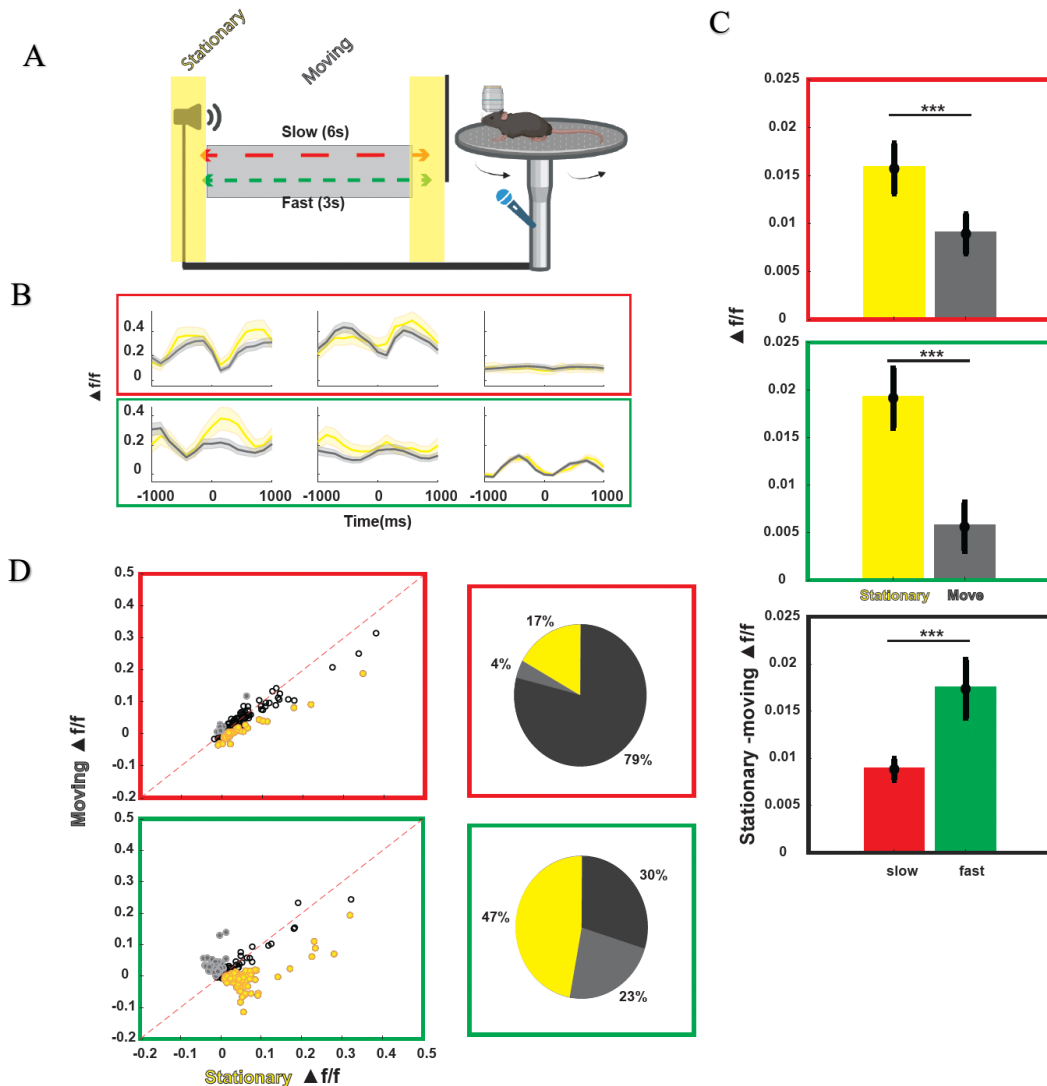 A
Stationary
Moving
Slow (6s)
Fast (3s)
B
▲f/f
0.4
0.2
0
0.4
0.2
0
-1000 0 1000 -1000 0 1000 -1000 0 1000
Time(ms)
C
▲f/f
0.025
0.02
0.015
0.01
0.005
0
***
0.025
0.02
0.015
0.01
0.005
0
***
Stationary Move
Stationary -moving ▲f/f
0.025
0.02
0.015
0.01
0.005
0
***
slow fast
D
Moving ▲f/f
0.5
0.4
0.3
0.2
0.1
0
-0.1
-0.2
17%
4%
79%
0.5
0.4
0.3
0.2
0.1
0
-0.1
-0.2
-0.2 -0.1 0 0.1 0.2 0.3 0.4 0.5
Stationary ▲f/f
30%
47%
23%